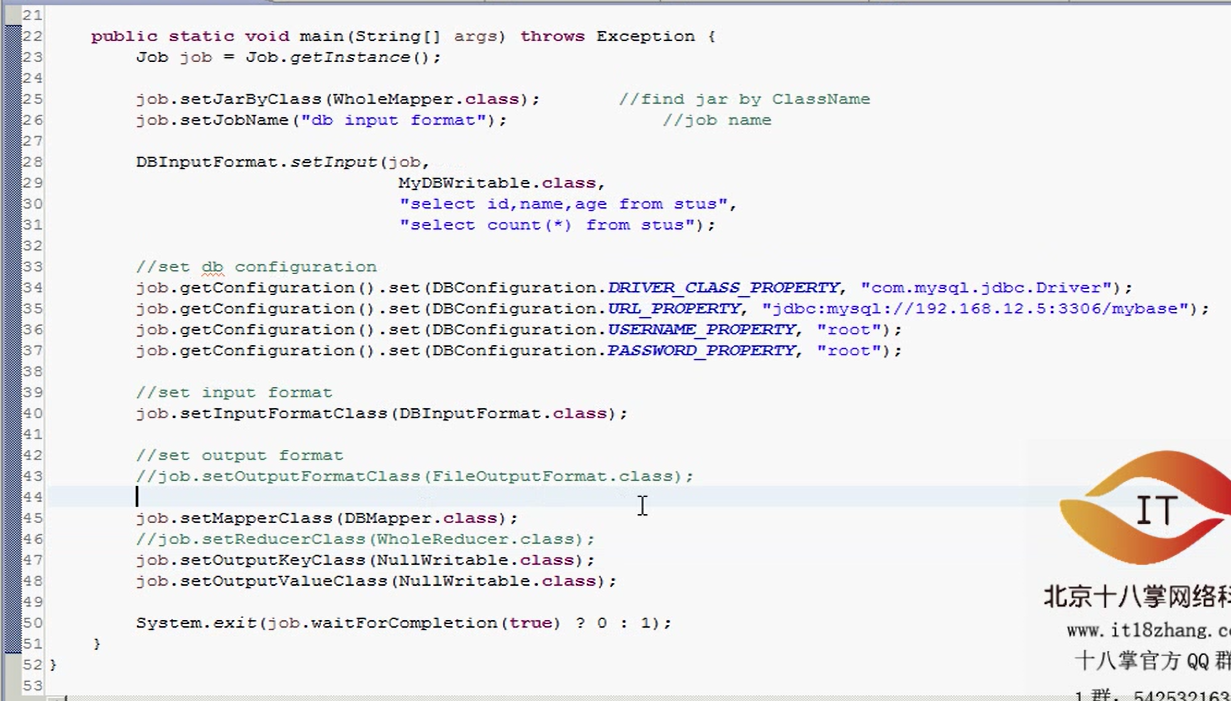 21
22 public static void main(String[] args) throws Exception {
23 Job job = Job.getInstance();
24
25 job.setJarByClass(WholeMapper.class); //find jar by ClassName
26 job.setJobName("db input format"); //job name
27
28 DBInputFormat.setInput(job,
29 MyDBWritable.class,
30 "select id,name,age from stus",
31 "select count(*) from stus");
32
33 //set db configuration
34 job.getConfiguration().set(DBConfiguration.DRIVER_CLASS_PROPERTY, "com.mysql.jdbc.Driver");
35 job.getConfiguration().set(DBConfiguration.URL_PROPERTY, "jdbc:mysql://192.168.12.5:3306/mybase");
36 job.getConfiguration().set(DBConfiguration.USERNAME_PROPERTY, "root");
37 job.getConfiguration().set(DBConfiguration.PASSWORD_PROPERTY, "root");
38
39 //set input format
40 job.setInputFormatClass(DBInputFormat.class);
41
42 //set output format
43 //job.setOutputFormatClass(FileOutputFormat.class);
44
45 job.setMapperClass(DBMapper.class);
46 //job.setReducerClass(WholeReducer.class);
47 job.setOutputKeyClass(NullWritable.class);
48 job.setOutputValueClass(NullWritable.class);
49
50 System.exit(job.waitForCompletion(true) ? 0 : 1);
51 }
52 }
53
IT
北京十八掌网络科
www.it18zhang.c
十八掌官方 QQ 群
1 群: 542532163